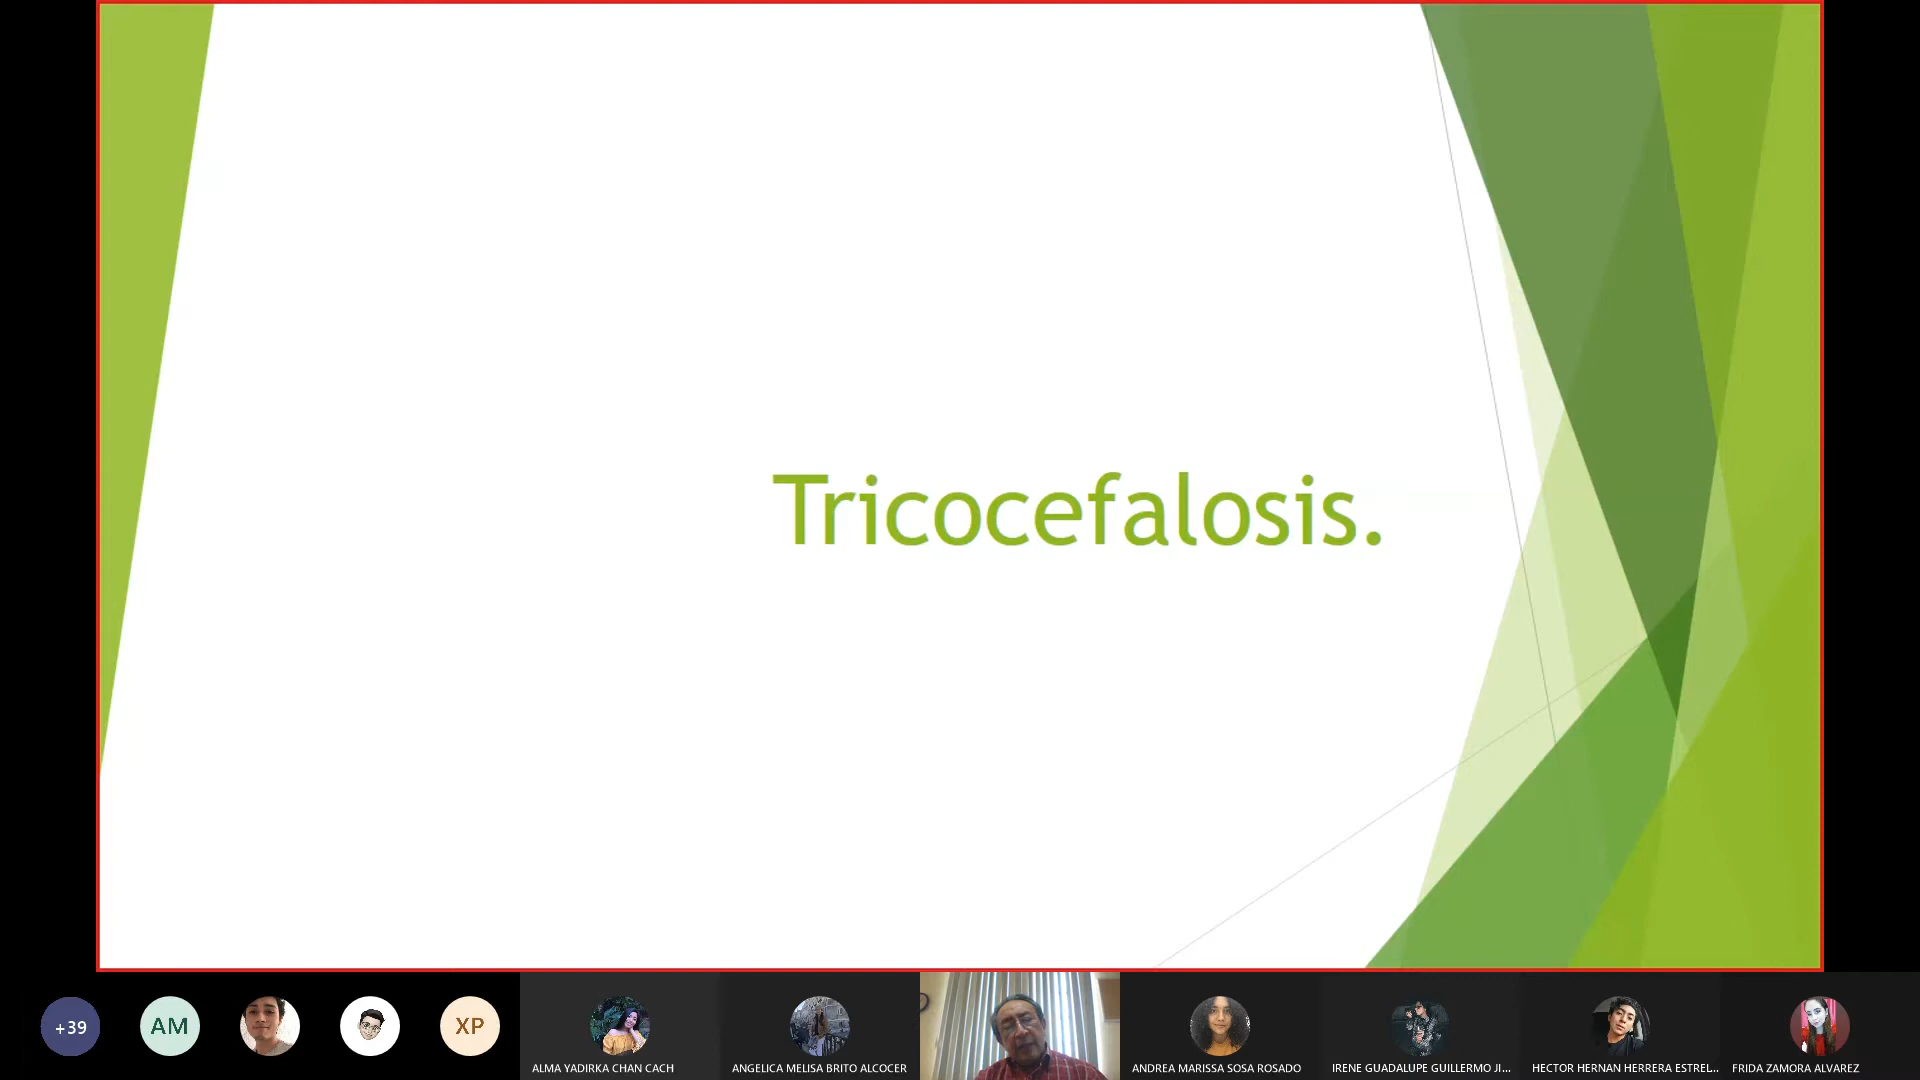 Tricocefalosis.
+39
AM
XP
ALMA YADIRKA CHAN CACH
ANGELICA MELISA BRITO ALCOCER
ANDREA MARISSA SOSA ROSADO
IRENE GUADALUPE GUILLERMO JI...
HECTOR HERNAN HERRERA ESTREL...
FRIDA ZAMORA ALVAREZ